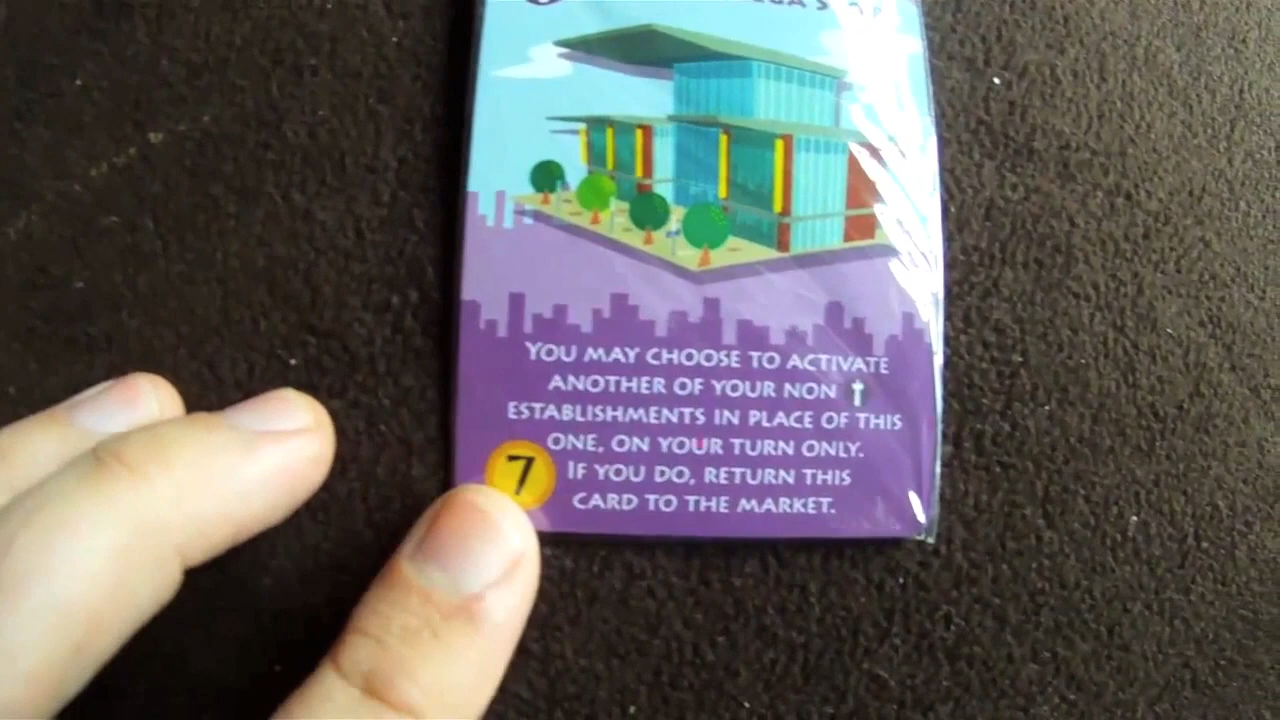 YOU MAY CHOOSE TO ACTIVATE
ANOTHER OF YOUR NON
ESTABLISHMENTS IN PLACE OF THIS
ONE, ON YOUR TURN ONLY.
IF YOU DO, RETURN THIS
CARD TO THE MARKET.
7